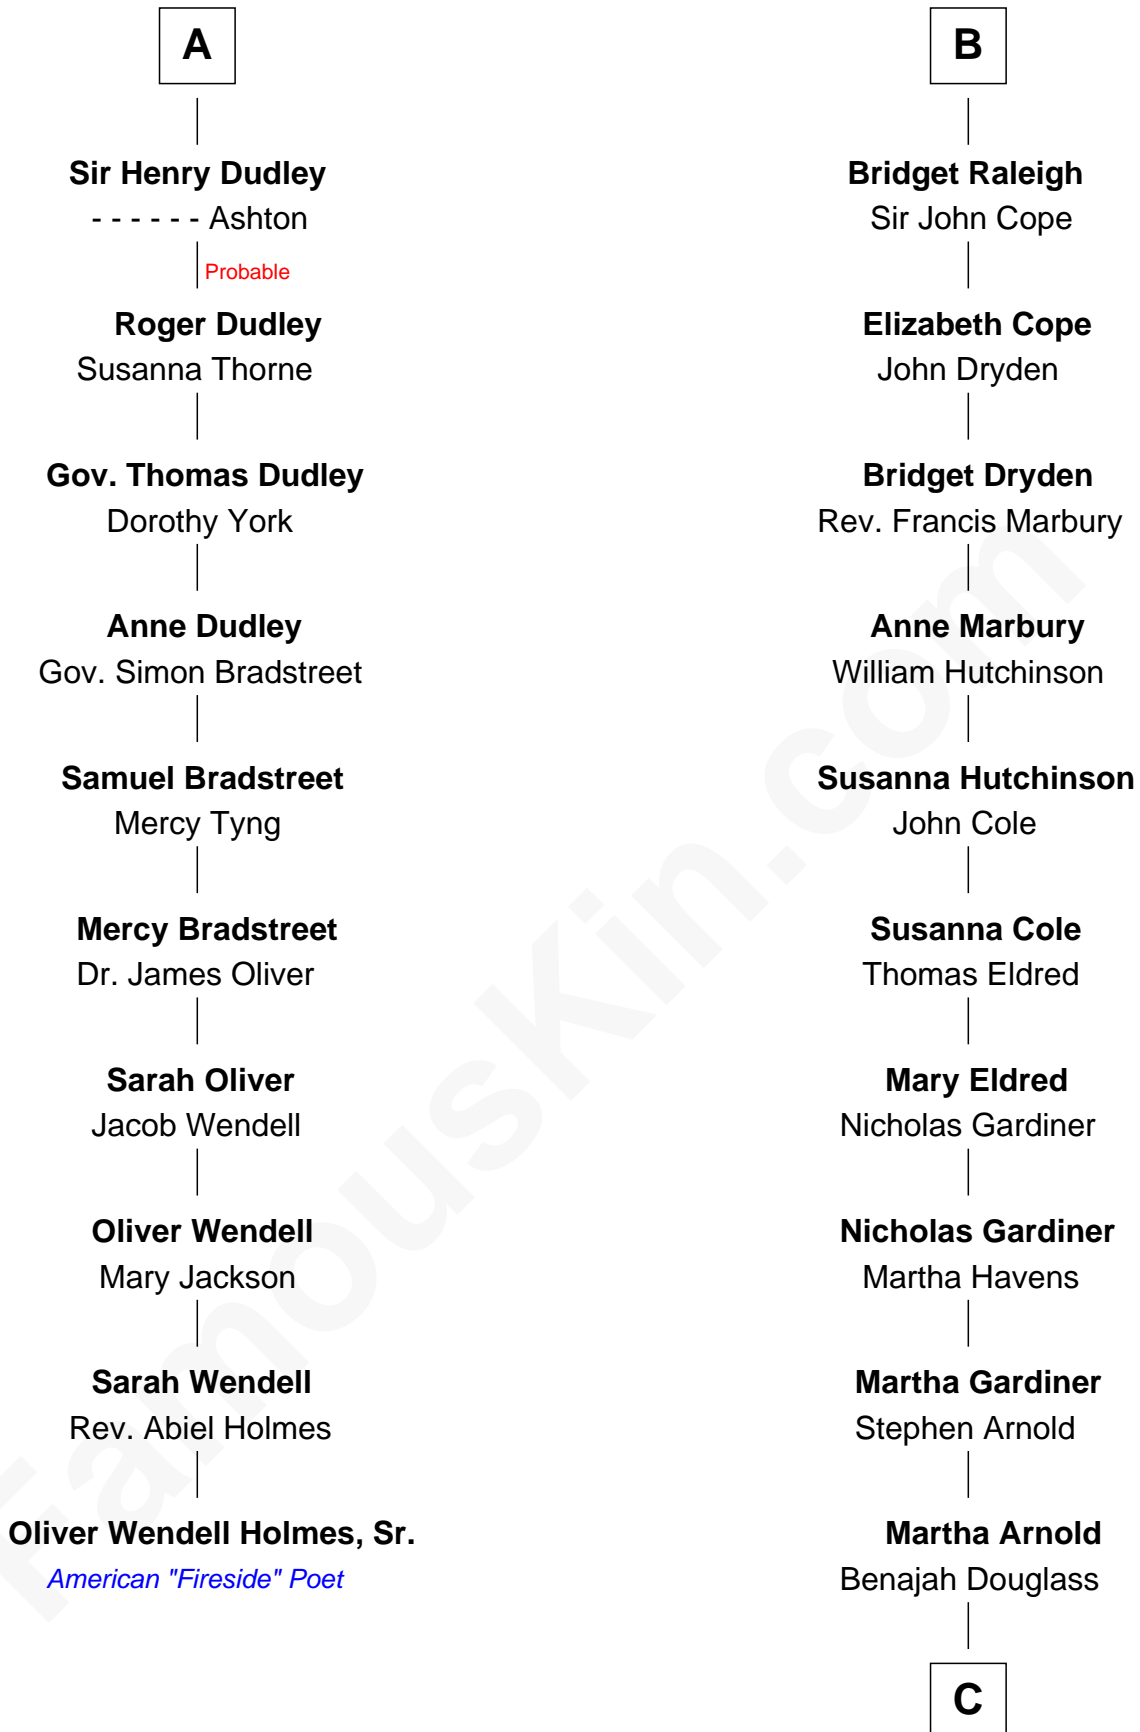 A
Sir Henry Dudley
- - - - - - Ashton
Probable
Roger Dudley
Susanna Thorne
Gov. Thomas Dudley
Dorothy York
Anne Dudley
Gov. Simon Bradstreet
Samuel Bradstreet
Mercy Tyng
Mercy Bradstreet
Dr. James Oliver
Sarah Oliver
Jacob Wendell
Oliver Wendell
Mary Jackson
Sarah Wendell
Rev. Abiel Holmes
Oliver Wendell Holmes, Sr.
American "Fireside" Poet
B
Bridget Raleigh
Sir John Cope
Elizabeth Cope
John Dryden
Bridget Dryden
Rev. Francis Marbury
Anne Marbury
William Hutchinson
Susanna Hutchinson
John Cole
Susanna Cole
Thomas Eldred
Mary Eldred
Nicholas Gardiner
Nicholas Gardiner
Martha Havens
Martha Gardiner
Stephen Arnold
Martha Arnold
Benajah Douglass
C
FamousKin.com